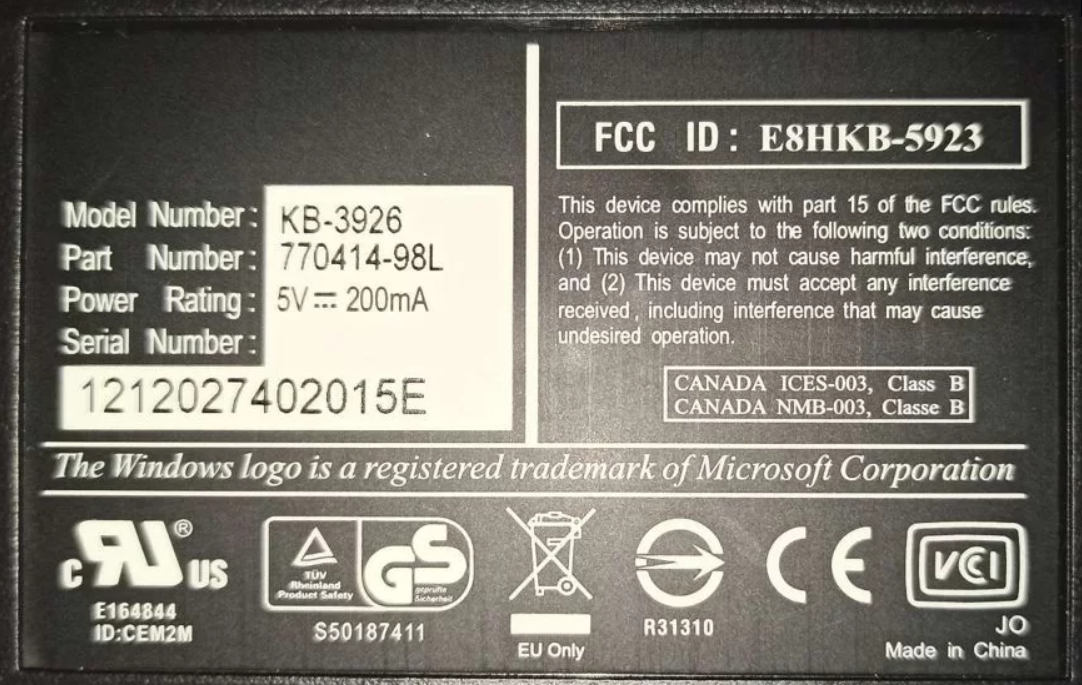 FCC ID: E8HKB-5923
Model Number: KB-3926
Part Number: 770414-98L
Power Rating: 5V⎓200mA
Serial Number:
1212027402015E
This device complies with part 15 of the FCC rules.
Operation is subject to the following two conditions:
(1) This device may not cause harmful interference,
and (2) This device must accept any interference
received, including interference that may cause
undesired operation.
CANADA ICES-003, Class B
CANADA NMB-003, Classe B
The Windows logo is a registered trademark of Microsoft Corporation
c RU ® US
E164844
ID:CEM2M
TÜV
Rheinland
Product Safety
GS
geprüfte
Sicherheit
S50187411
EU Only
R31310
CE
VCI
JO
Made in China